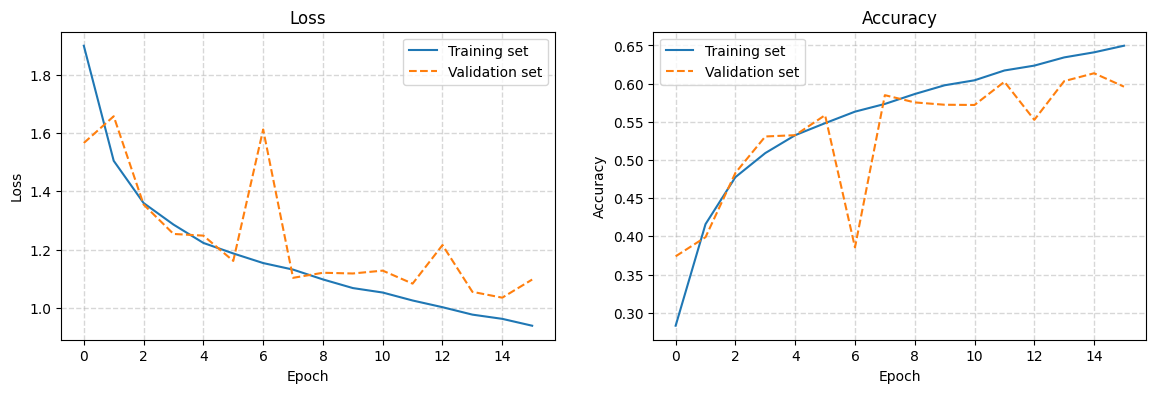 Loss
Training set
Validation set
Loss
1.8
1.6
1.4
1.2
1.0
0 2 4 6 8 10 12 14
Epoch
Accuracy
Training set
Validation set
Accuracy
0.65
0.60
0.55
0.50
0.45
0.40
0.35
0.30
0 2 4 6 8 10 12 14
Epoch